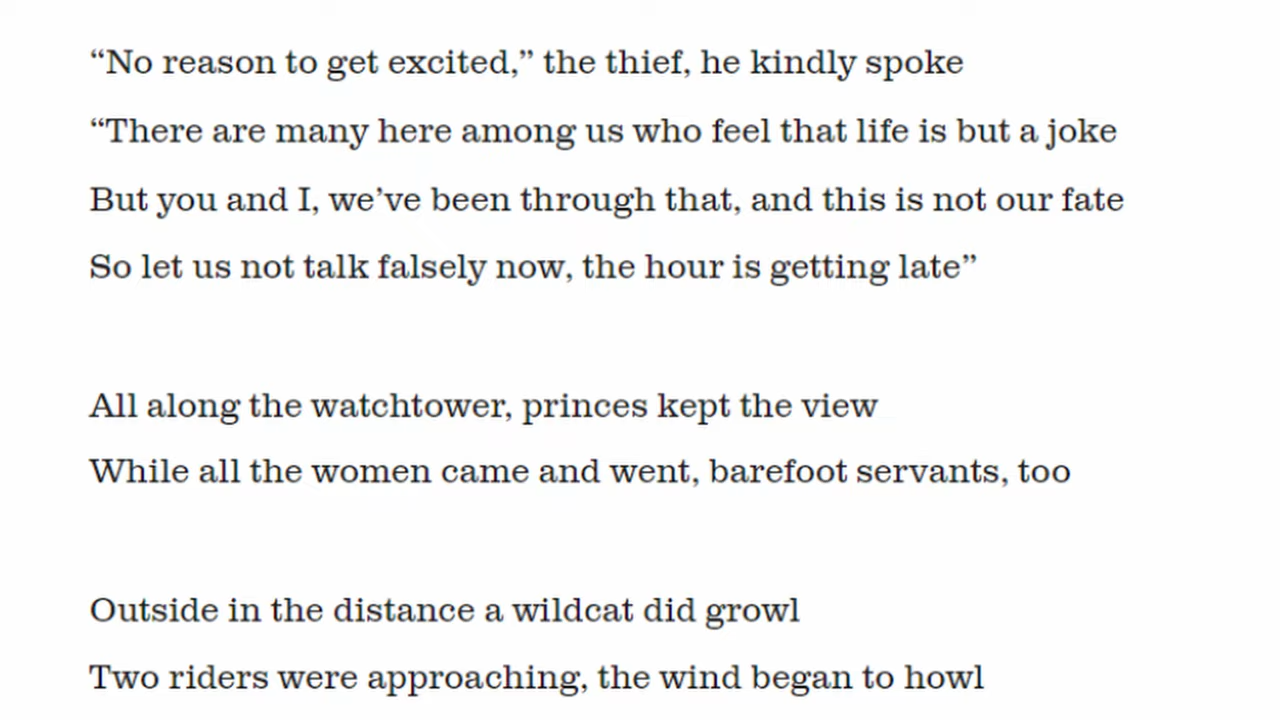 “No reason to get excited,” the thief, he kindly spoke
“There are many here among us who feel that life is but a joke
But you and I, we’ve been through that, and this is not our fate
So let us not talk falsely now, the hour is getting late”
All along the watchtower, princes kept the view
While all the women came and went, barefoot servants, too
Outside in the distance a wildcat did growl
Two riders were approaching, the wind began to howl